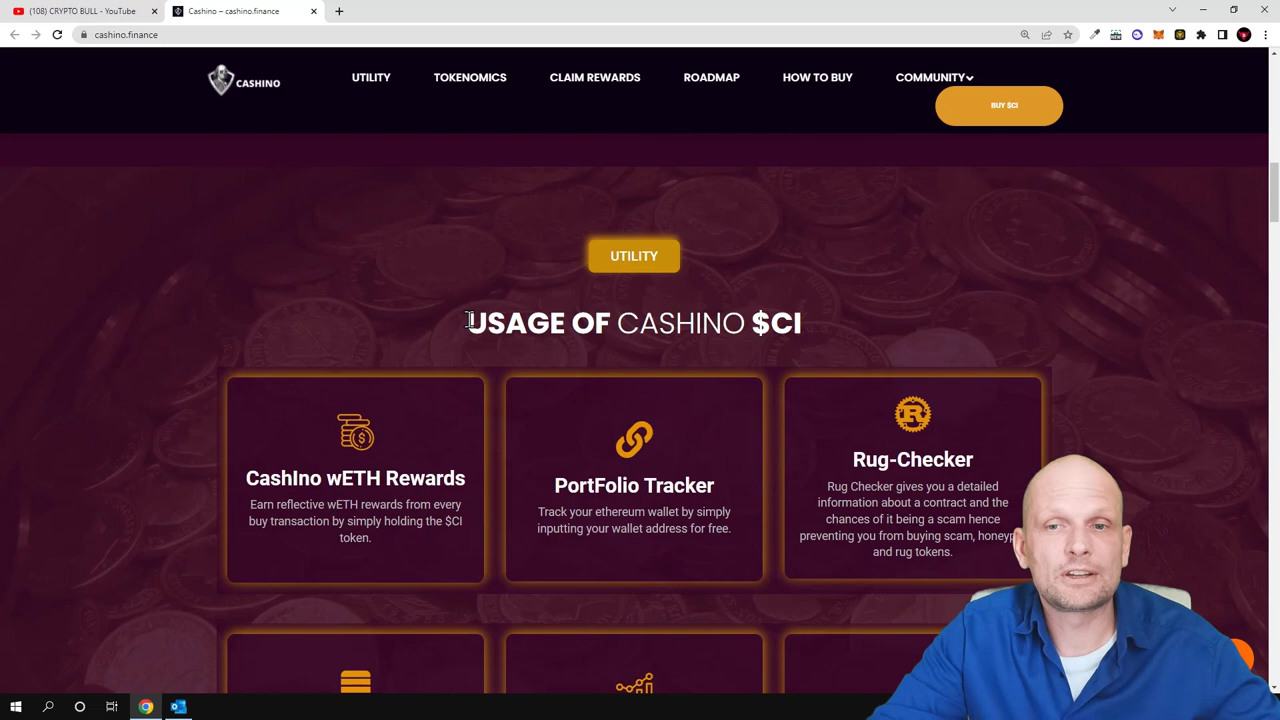 (108) CRYPTO BULL - YouTube
Cashino – cashino.finance
cashino.finance
CASHINO
UTILITY
TOKENOMICS
CLAIM REWARDS
ROADMAP
HOW TO BUY
COMMUNITY
BUY $CI
UTILITY
USAGE OF CASHINO $CI
CashIno wETH Rewards
Earn reflective wETH rewards from every
buy transaction by simply holding the $CI
token.
PortFolio Tracker
Track your ethereum wallet by simply
inputting your wallet address for free.
Rug-Checker
Rug Checker gives you a detailed
information about a contract and the
chances of it being a scam hence
preventing you from buying scam, honeyp
and rug tokens.